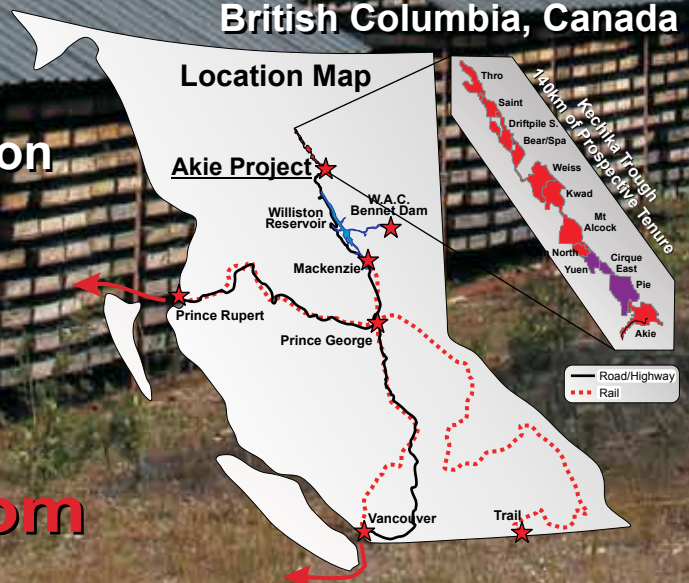 British Columbia, Canada
Location Map
on
Akie Project
Williston
Reservoir
W.A.C.
Bennet Dam
Mackenzie
Prince Rupert
Prince George
Vancouver
Trail
om
Thro
Saint
Driftpile S.
Bear/Spa
Weiss
Kwad
Mt
Alcock
North
Yuen
Cirque
East
Pie
Akie
Kechika Trough
140km of Prospective Tenure
Road/Highway
Rail